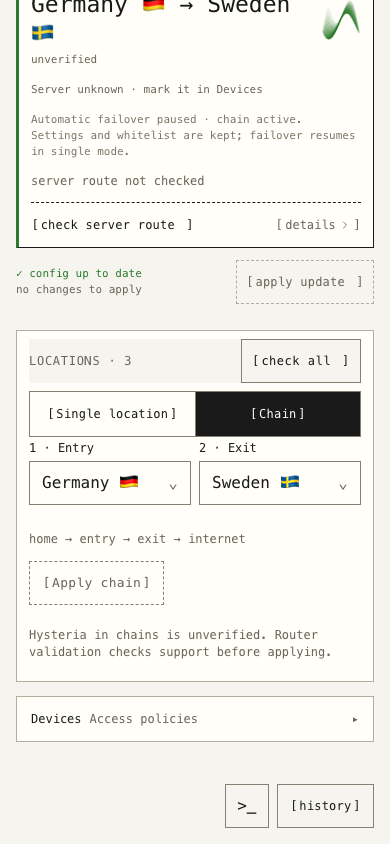 Germany 🇩🇪 → Sweden
🇸🇪
unverified
Server unknown · mark it in Devices
Automatic failover paused · chain active.
Settings and whitelist are kept; failover resumes
in single mode.
server route not checked
[check server route ]
[details > ]
✓ config up to date
no changes to apply
[apply update ]
LOCATIONS · 3
[check all ]
[Single location]
[Chain]
1 · Entry
2 · Exit
Germany 🇩🇪
Sweden 🇸🇪
home → entry → exit → internet
[Apply chain]
Hysteria in chains is unverified. Router
validation checks support before applying.
Devices Access policies ▸
>_
[history]